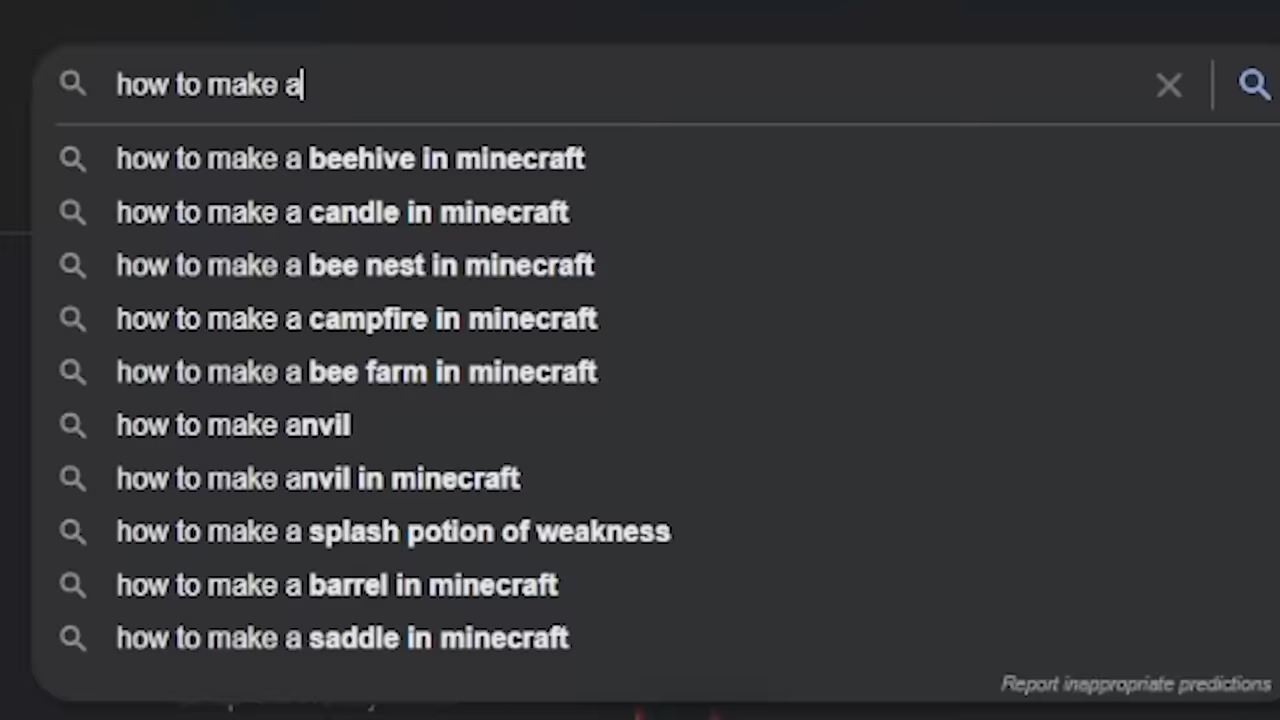 how to make a
how to make a beehive in minecraft
how to make a candle in minecraft
how to make a bee nest in minecraft
how to make a campfire in minecraft
how to make a bee farm in minecraft
how to make anvil
how to make anvil in minecraft
how to make a splash potion of weakness
how to make a barrel in minecraft
how to make a saddle in minecraft
Report inappropriate predictions